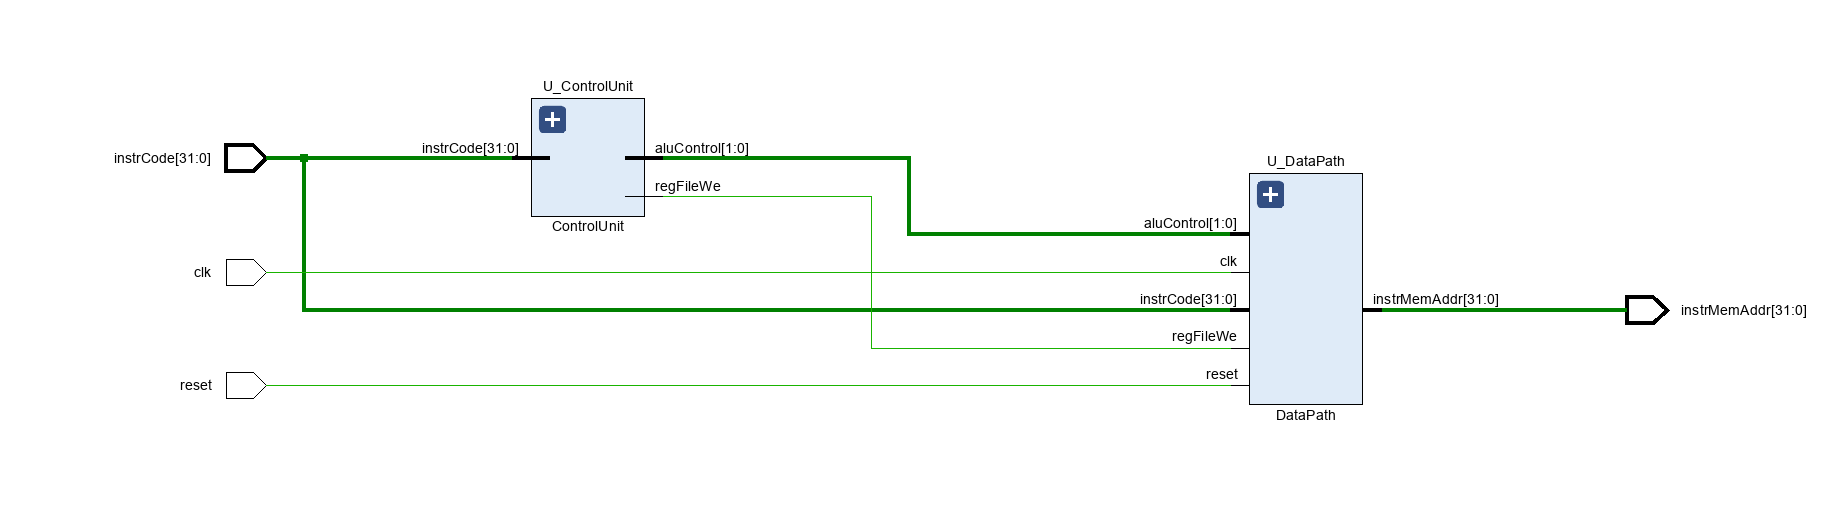 U_ControlUnit
instrCode[31:0]
instrCode[31:0]
aluControl[1:0]
regFileWe
ControlUnit
U_DataPath
aluControl[1:0]
clk
clk
instrCode[31:0]
instrMemAddr[31:0]
instrMemAddr[31:0]
regFileWe
reset
reset
DataPath